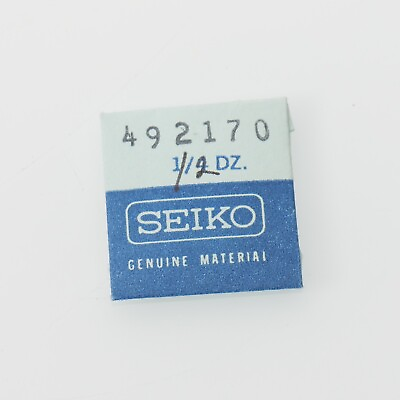 492170
1/2 DZ.
SEIKO
GENUINE MATERIAL